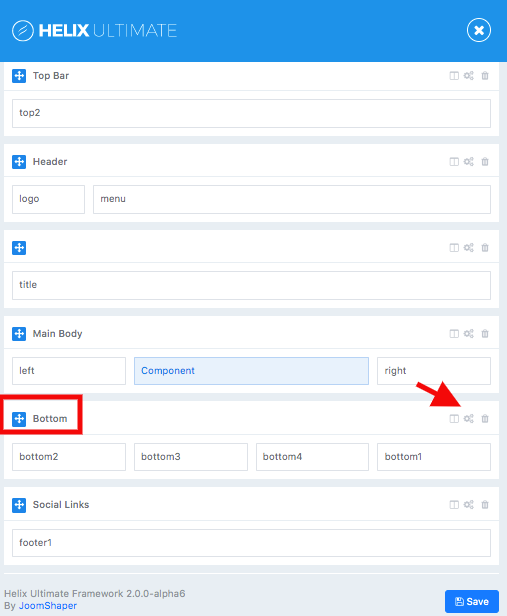 HELIX ULTIMATE
Top Bar
top2
Header
logo menu
title
Main Body
left Component right
Bottom
bottom2 bottom3 bottom4 bottom1
Social Links
footer1
Helix Ultimate Framework 2.0.0-alpha6
By JoomShaper
Save